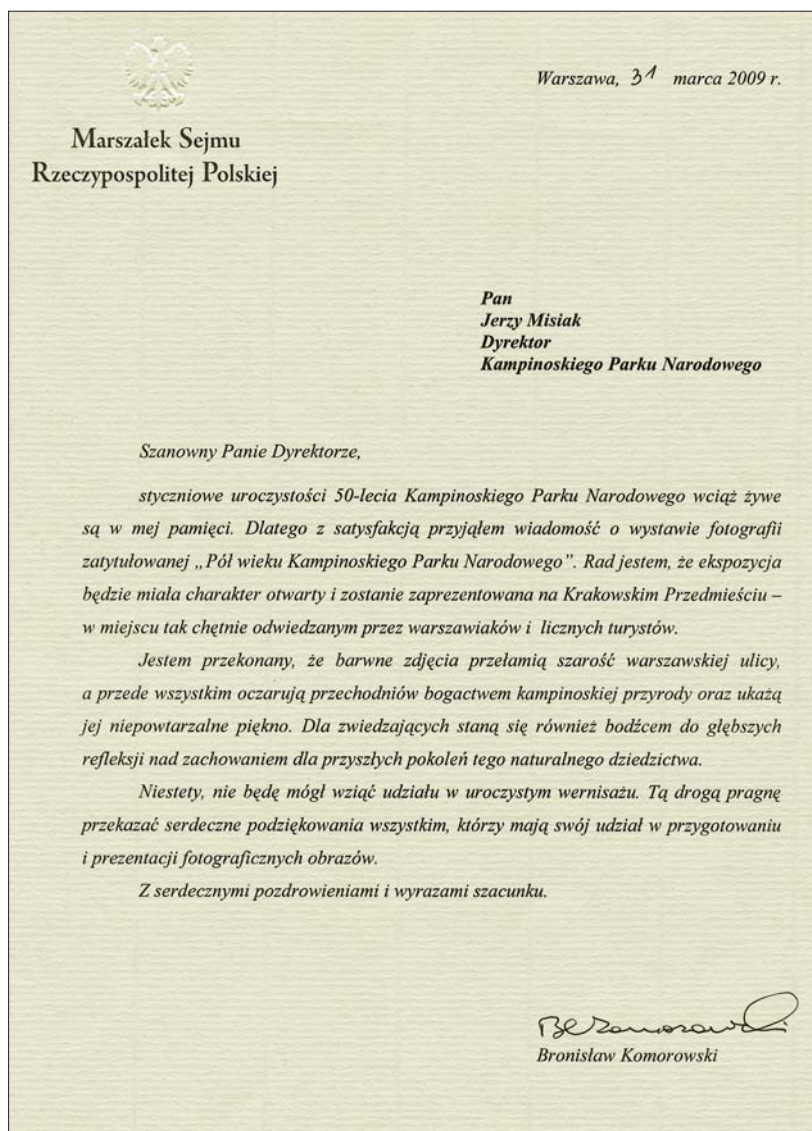 Warszawa, 31 marca 2009 r.
Marszałek Sejmu
Rzeczypospolitej Polskiej
Pan
Jerzy Misiak
Dyrektor
Kampinoskiego Parku Narodowego
Szanowny Panie Dyrektorze,
styczniowe uroczystości 50-lecia Kampinoskiego Parku Narodowego wciąż żywe
są w mej pamięci. Dlatego z satysfakcją przyjąłem wiadomość o wystawie fotografii
zatytułowanej „Pół wieku Kampinoskiego Parku Narodowego”. Rad jestem, że ekspozycja
będzie miała charakter otwarty i zostanie zaprezentowana na Krakowskim Przedmieściu –
w miejscu tak chętnie odwiedzanym przez warszawiaków i licznych turystów.
Jestem przekonany, że barwne zdjęcia przełamią szarość warszawskiej ulicy,
a przede wszystkim oczarują przechodniów bogactwem kampinoskiej przyrody oraz ukażą
jej niepowtarzalne piękno. Dla zwiedzających staną się również bodźcem do głębszych
refleksji nad zachowaniem dla przyszłych pokoleń tego naturalnego dziedzictwa.
Niestety, nie będę mógł wziąć udziału w uroczystym wernisażu. Tą drogą pragnę
przekazać serdeczne podziękowania wszystkim, którzy mają swój udział w przygotowaniu
i prezentacji fotograficznych obrazów.
Z serdecznymi pozdrowieniami i wyrazami szacunku.
Br Komorowski
Bronisław Komorowski